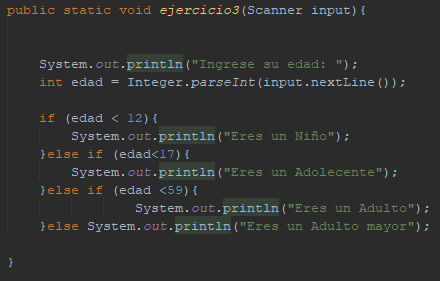 public static void ejercicio3(Scanner input){
System.out.println("Ingrese su edad: ");
int edad = Integer.parseInt(input.nextLine());
if (edad < 12){
System.out.println("Eres un Niño");
}else if (edad<17){
System.out.println("Eres un Adolecente");
}else if (edad <59){
System.out.println("Eres un Adulto");
}else System.out.println("Eres un Adulto mayor");
}